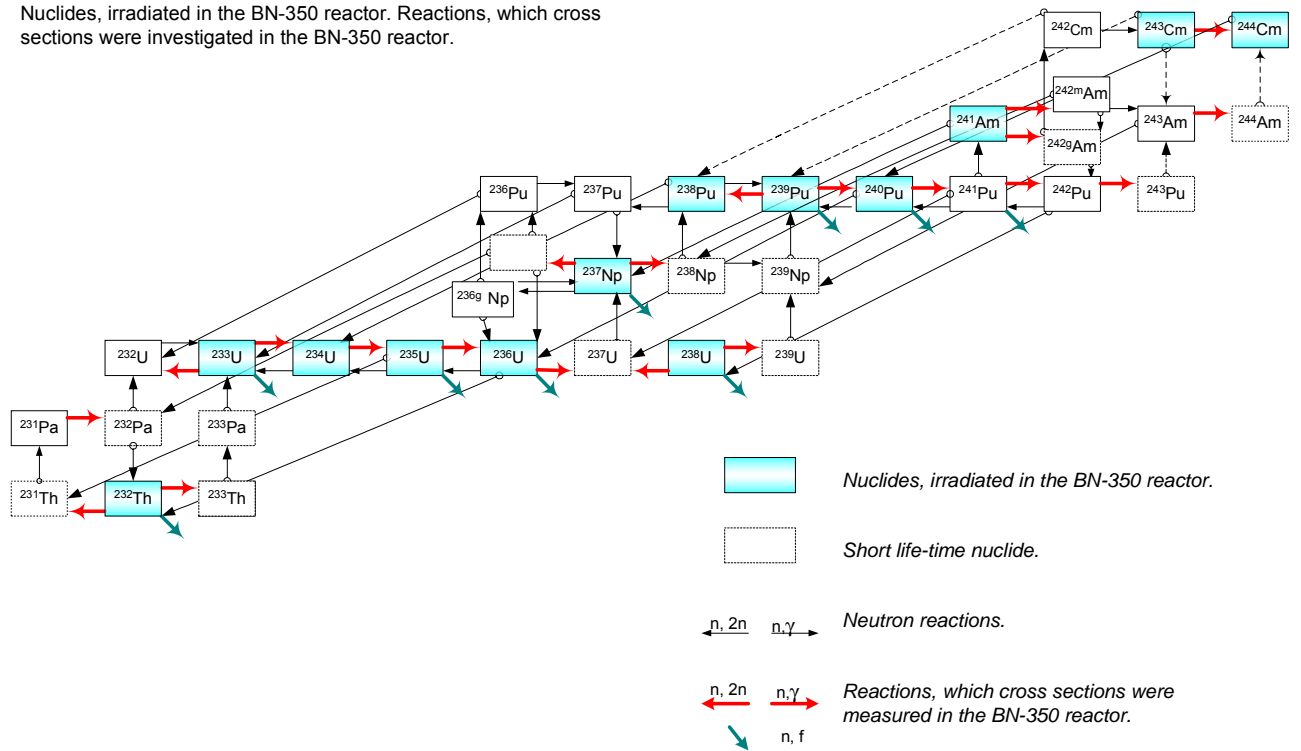 Nuclides, irradiated in the BN-350 reactor. Reactions, which cross
sections were investigated in the BN-350 reactor.
242Cm 243Cm 244Cm
242mAm
241Am 243Am 244Am
242gAm
236Pu 237Pu 238Pu 239Pu 240Pu 241Pu 242Pu 243Pu
237Np 238Np 239Np
236g Np
232U 233U 234U 235U 236U 237U 238U 239U
231Pa 232Pa 233Pa
231Th 232Th 233Th
Nuclides, irradiated in the BN-350 reactor.
Short life-time nuclide.
n, 2n n,γ Neutron reactions.
n, 2n n,γ Reactions, which cross sections were
measured in the BN-350 reactor.
n, f